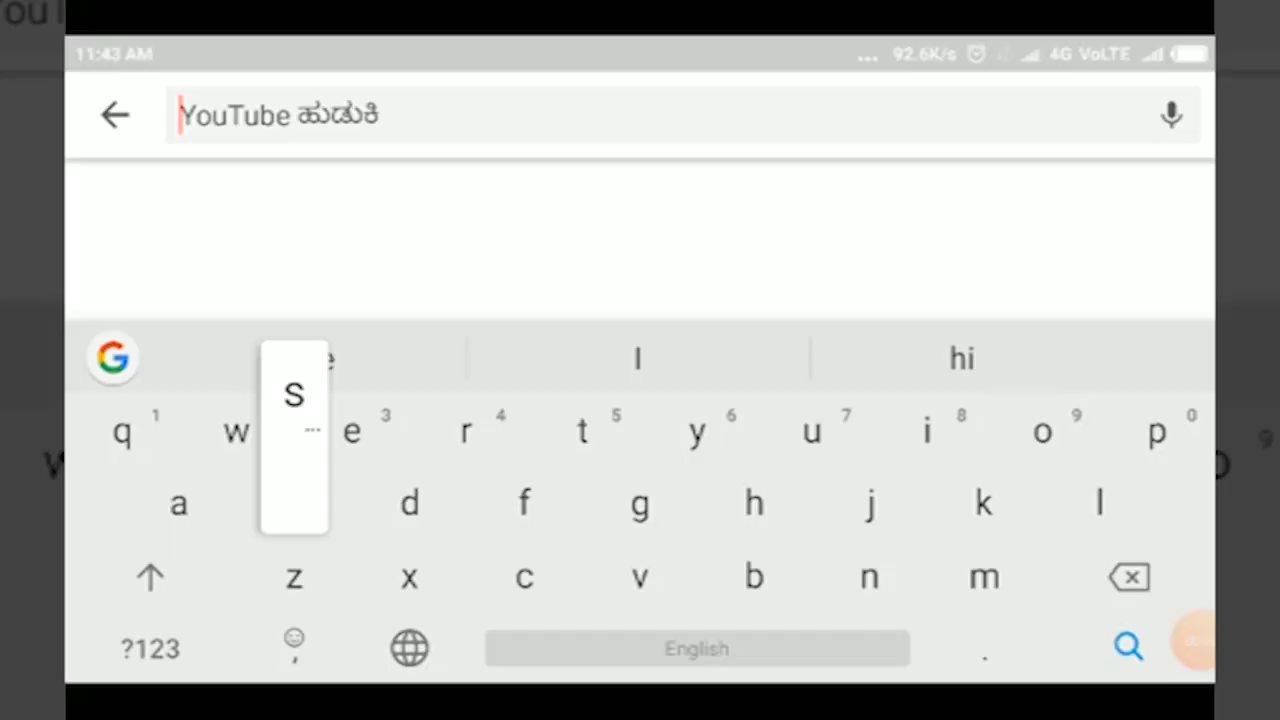 11:43 AM ... 92.6K/s 4G VoLTE
YouTube ಹುಡುಕಿ
I hi
S
q 1 w e 3 r 4 t 5 y 6 u 7 i 8 o 9 p 0
a d f g h j k l
z x c v b n m
?123 , English .